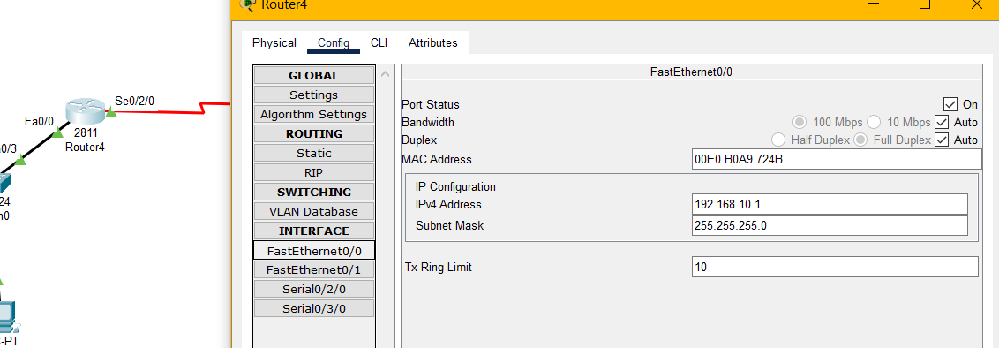 Router4
Physical Config CLI Attributes
GLOBAL
Settings
Algorithm Settings
ROUTING
Static
RIP
SWITCHING
VLAN Database
INTERFACE
FastEthernet0/0
FastEthernet0/1
Serial0/2/0
Serial0/3/0
FastEthernet0/0
Port Status On
Bandwidth 100 Mbps 10 Mbps Auto
Duplex Half Duplex Full Duplex Auto
MAC Address 00E0.B0A9.724B
IP Configuration
IPv4 Address 192.168.10.1
Subnet Mask 255.255.255.0
Tx Ring Limit 10
Se0/2/0
Fa0/0
2811
Router4
0/3
24
0
-PT